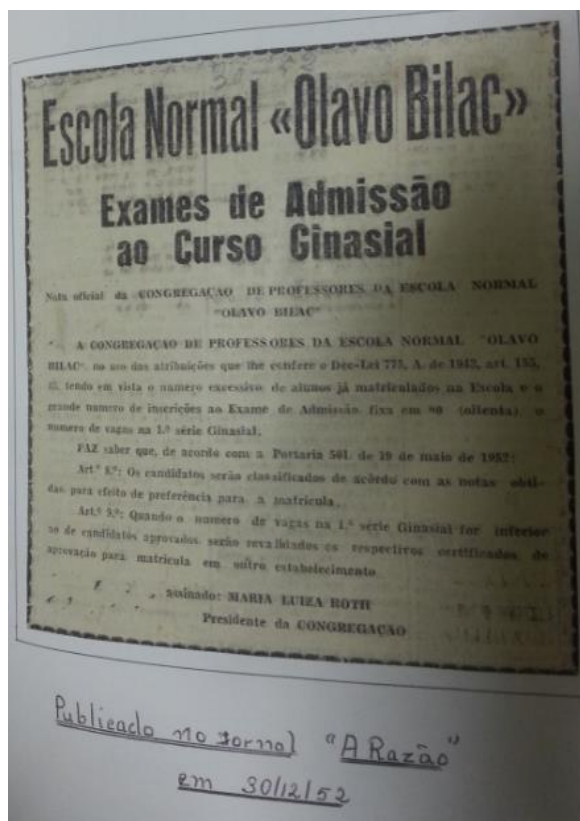 30 - 52
Escola Normal «Olavo Bilac»
Exames de Admissão
ao Curso Ginasial
Nota oficial da CONGREGAÇAO DE PROFESSORES DA ESCOLA NORMAL
"OLAVO BILAC"
A CONGREGAÇAO DE PROFESSORES DA ESCOLA NORMAL "OLAVO
BILAC", no uso das atribuições que lhe confere o Dec-Lei 775, A. de 1943, art. 155,
tendo em vista o numero excessivo de alunos já matriculados na Escola e o
grande numero de inscrições ao Exame de Admissão, fixa em 80 (oitenta) o
numero de vagas na 1.ª série Ginasial.
FAZ saber que, de acordo com a Portaria 501, de 19 de maio de 1952:
Art.º 8.º: Os candidatos serão classificados de acôrdo com as notas obti-
das, para efeito de preferência para a matrícula.
Art.º 9.º: Quando o numero de vagas na 1.ª série Ginasial for inferior
ao de candidatos aprovados, serão revalidados os respectivos certificados de
aprovação para matricula em outro estabelecimento
assinado: MARIA LUIZA ROTH
Presidente da CONGREGAÇAO
Publicado no Jornal "A Razão"
em 30/12/52